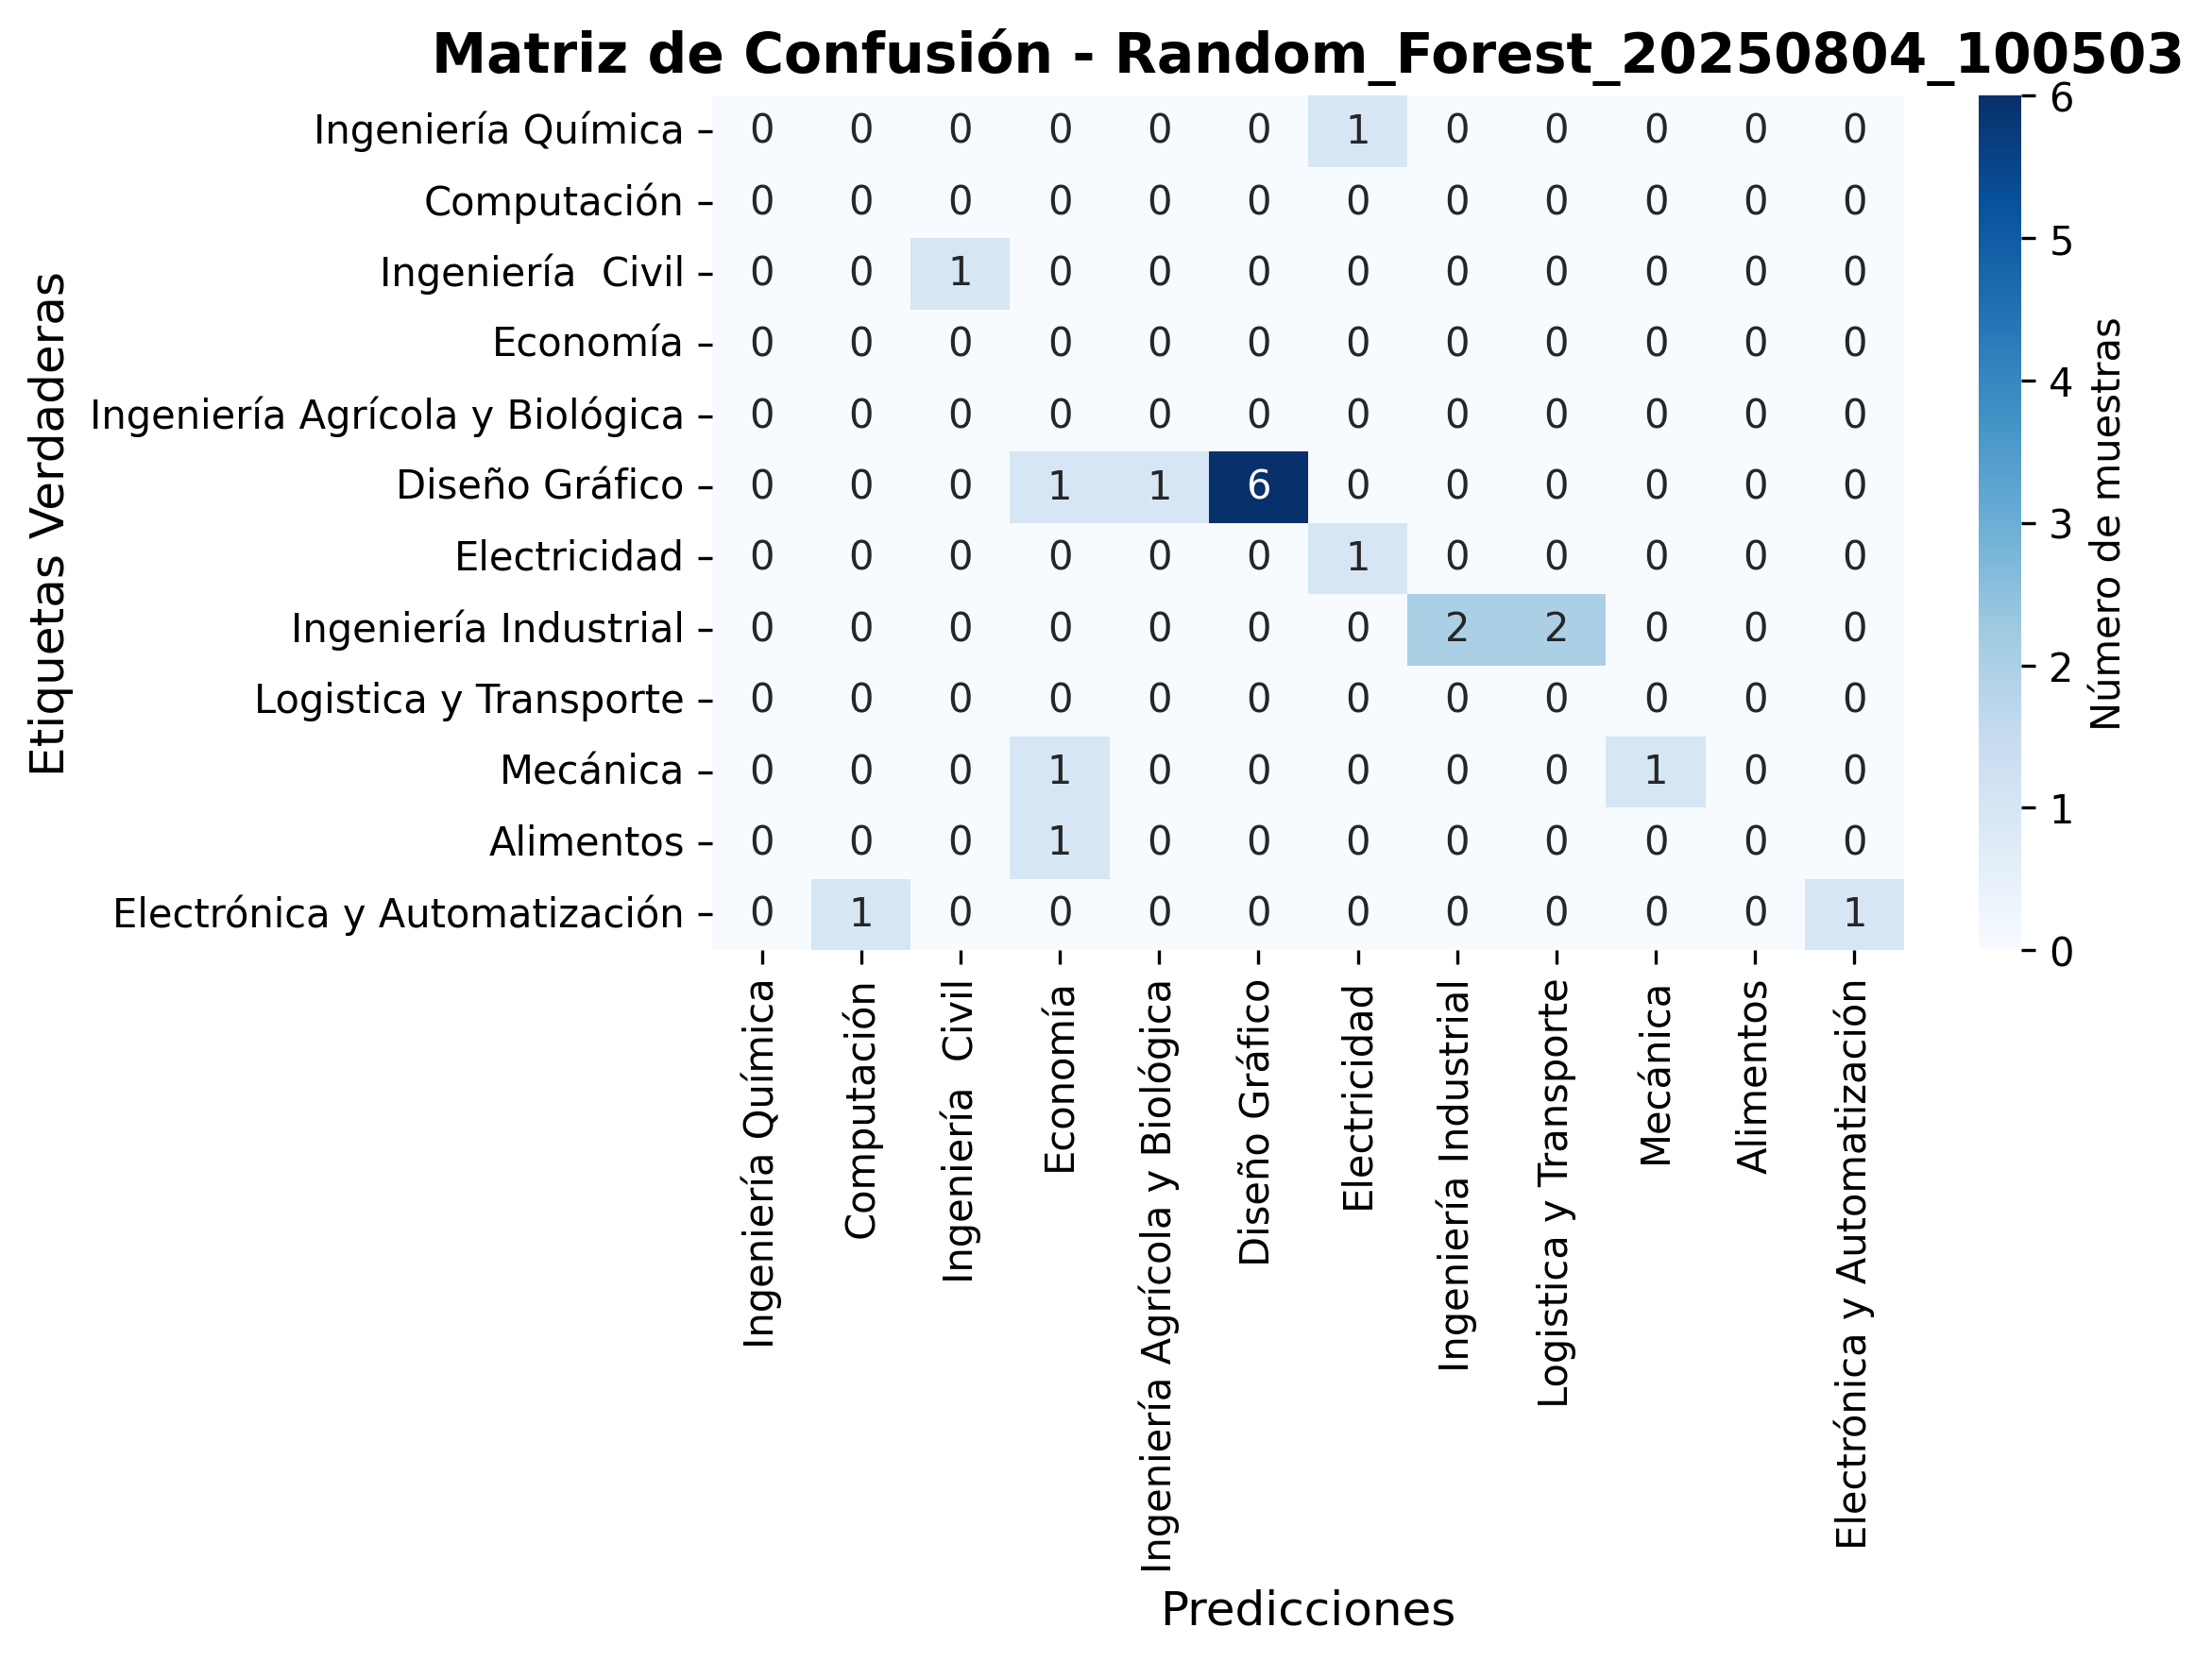 Matriz de Confusión - Random_Forest_20250804_100503
Etiquetas Verdaderas
Ingeniería Química 0 0 0 0 0 0 1 0 0 0 0 0
Computación 0 0 0 0 0 0 0 0 0 0 0 0
Ingeniería  Civil 0 0 1 0 0 0 0 0 0 0 0 0
Economía 0 0 0 0 0 0 0 0 0 0 0 0
Ingeniería Agrícola y Biológica 0 0 0 0 0 0 0 0 0 0 0 0
Diseño Gráfico 0 0 0 1 1 6 0 0 0 0 0 0
Electricidad 0 0 0 0 0 0 1 0 0 0 0 0
Ingeniería Industrial 0 0 0 0 0 0 0 2 2 0 0 0
Logistica y Transporte 0 0 0 0 0 0 0 0 0 0 0 0
Mecánica 0 0 0 1 0 0 0 0 0 1 0 0
Alimentos 0 0 0 1 0 0 0 0 0 0 0 0
Electrónica y Automatización 0 1 0 0 0 0 0 0 0 0 0 1
Ingeniería Química
Computación
Ingeniería  Civil
Economía
Ingeniería Agrícola y Biológica
Diseño Gráfico
Electricidad
Ingeniería Industrial
Logistica y Transporte
Mecánica
Alimentos
Electrónica y Automatización
Predicciones
6
5
4
3
2
1
0
Número de muestras